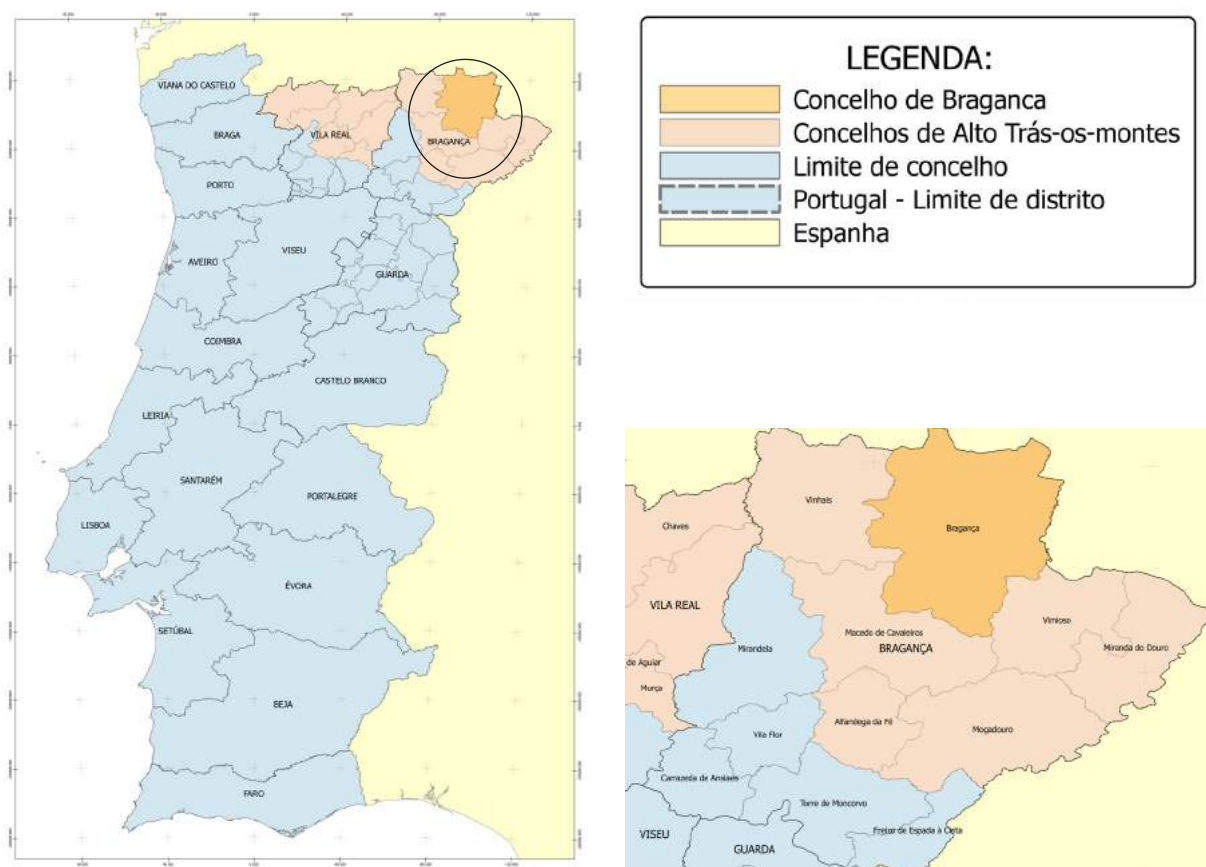 VIANA DO CASTELO
BRAGA
VILA REAL
BRAGANÇA
PORTO
AVEIRO
VISEU
GUARDA
COIMBRA
CASTELO BRANCO
LEIRIA
SANTARÉM
PORTALEGRE
LISBOA
ÉVORA
SETÚBAL
BEJA
FARO
LEGENDA:
Concelho de Braganca
Concelhos de Alto Trás-os-montes
Limite de concelho
Portugal - Limite de distrito
Espanha
Vinhais
Bragança
Chaves
VILA REAL
Vimioso
Macedo de Cavaleiros
Mirandela
BRAGANÇA
Miranda do Douro
de Aguiar
Murça
Alfandega da Fé
Mogadouro
Vila Flor
Carrazeda de Ansiaes
Torre de Moncorvo
Freixo de Espada à Cinta
VISEU
GUARDA